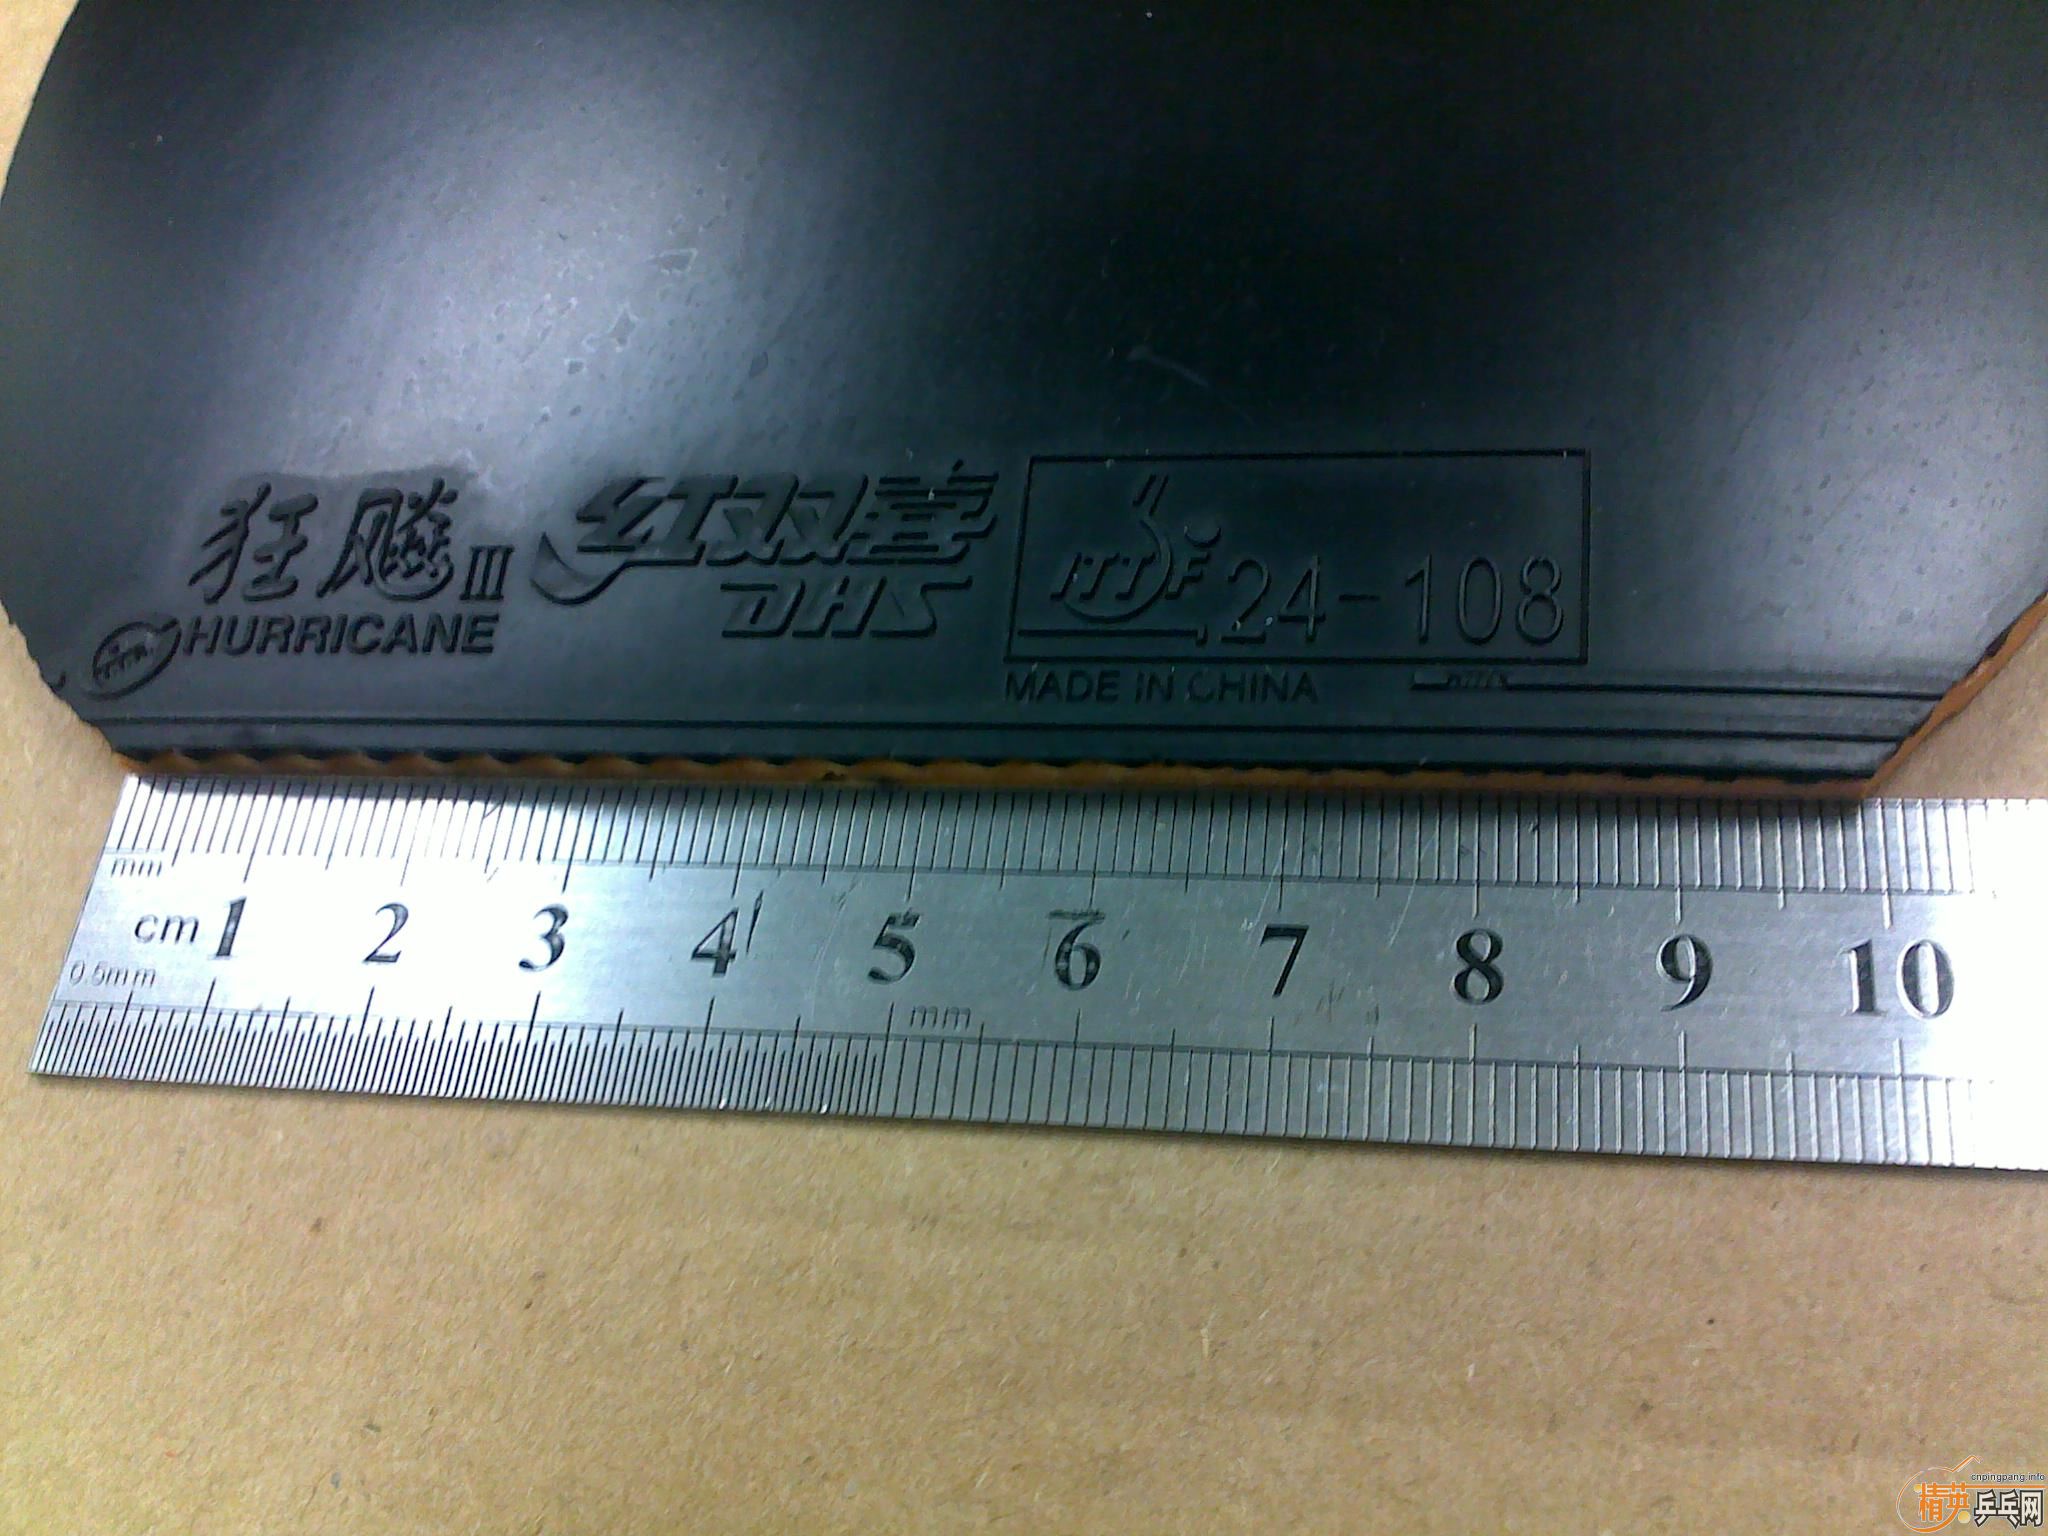 狂飚III
HURRICANE
红双喜
DHS
ITTF 24-108
MADE IN CHINA
mm
cm 1 2 3 4 5 6 7 8 9 10
0.5mm
mm
cnpingpang.info
精英乒乓网